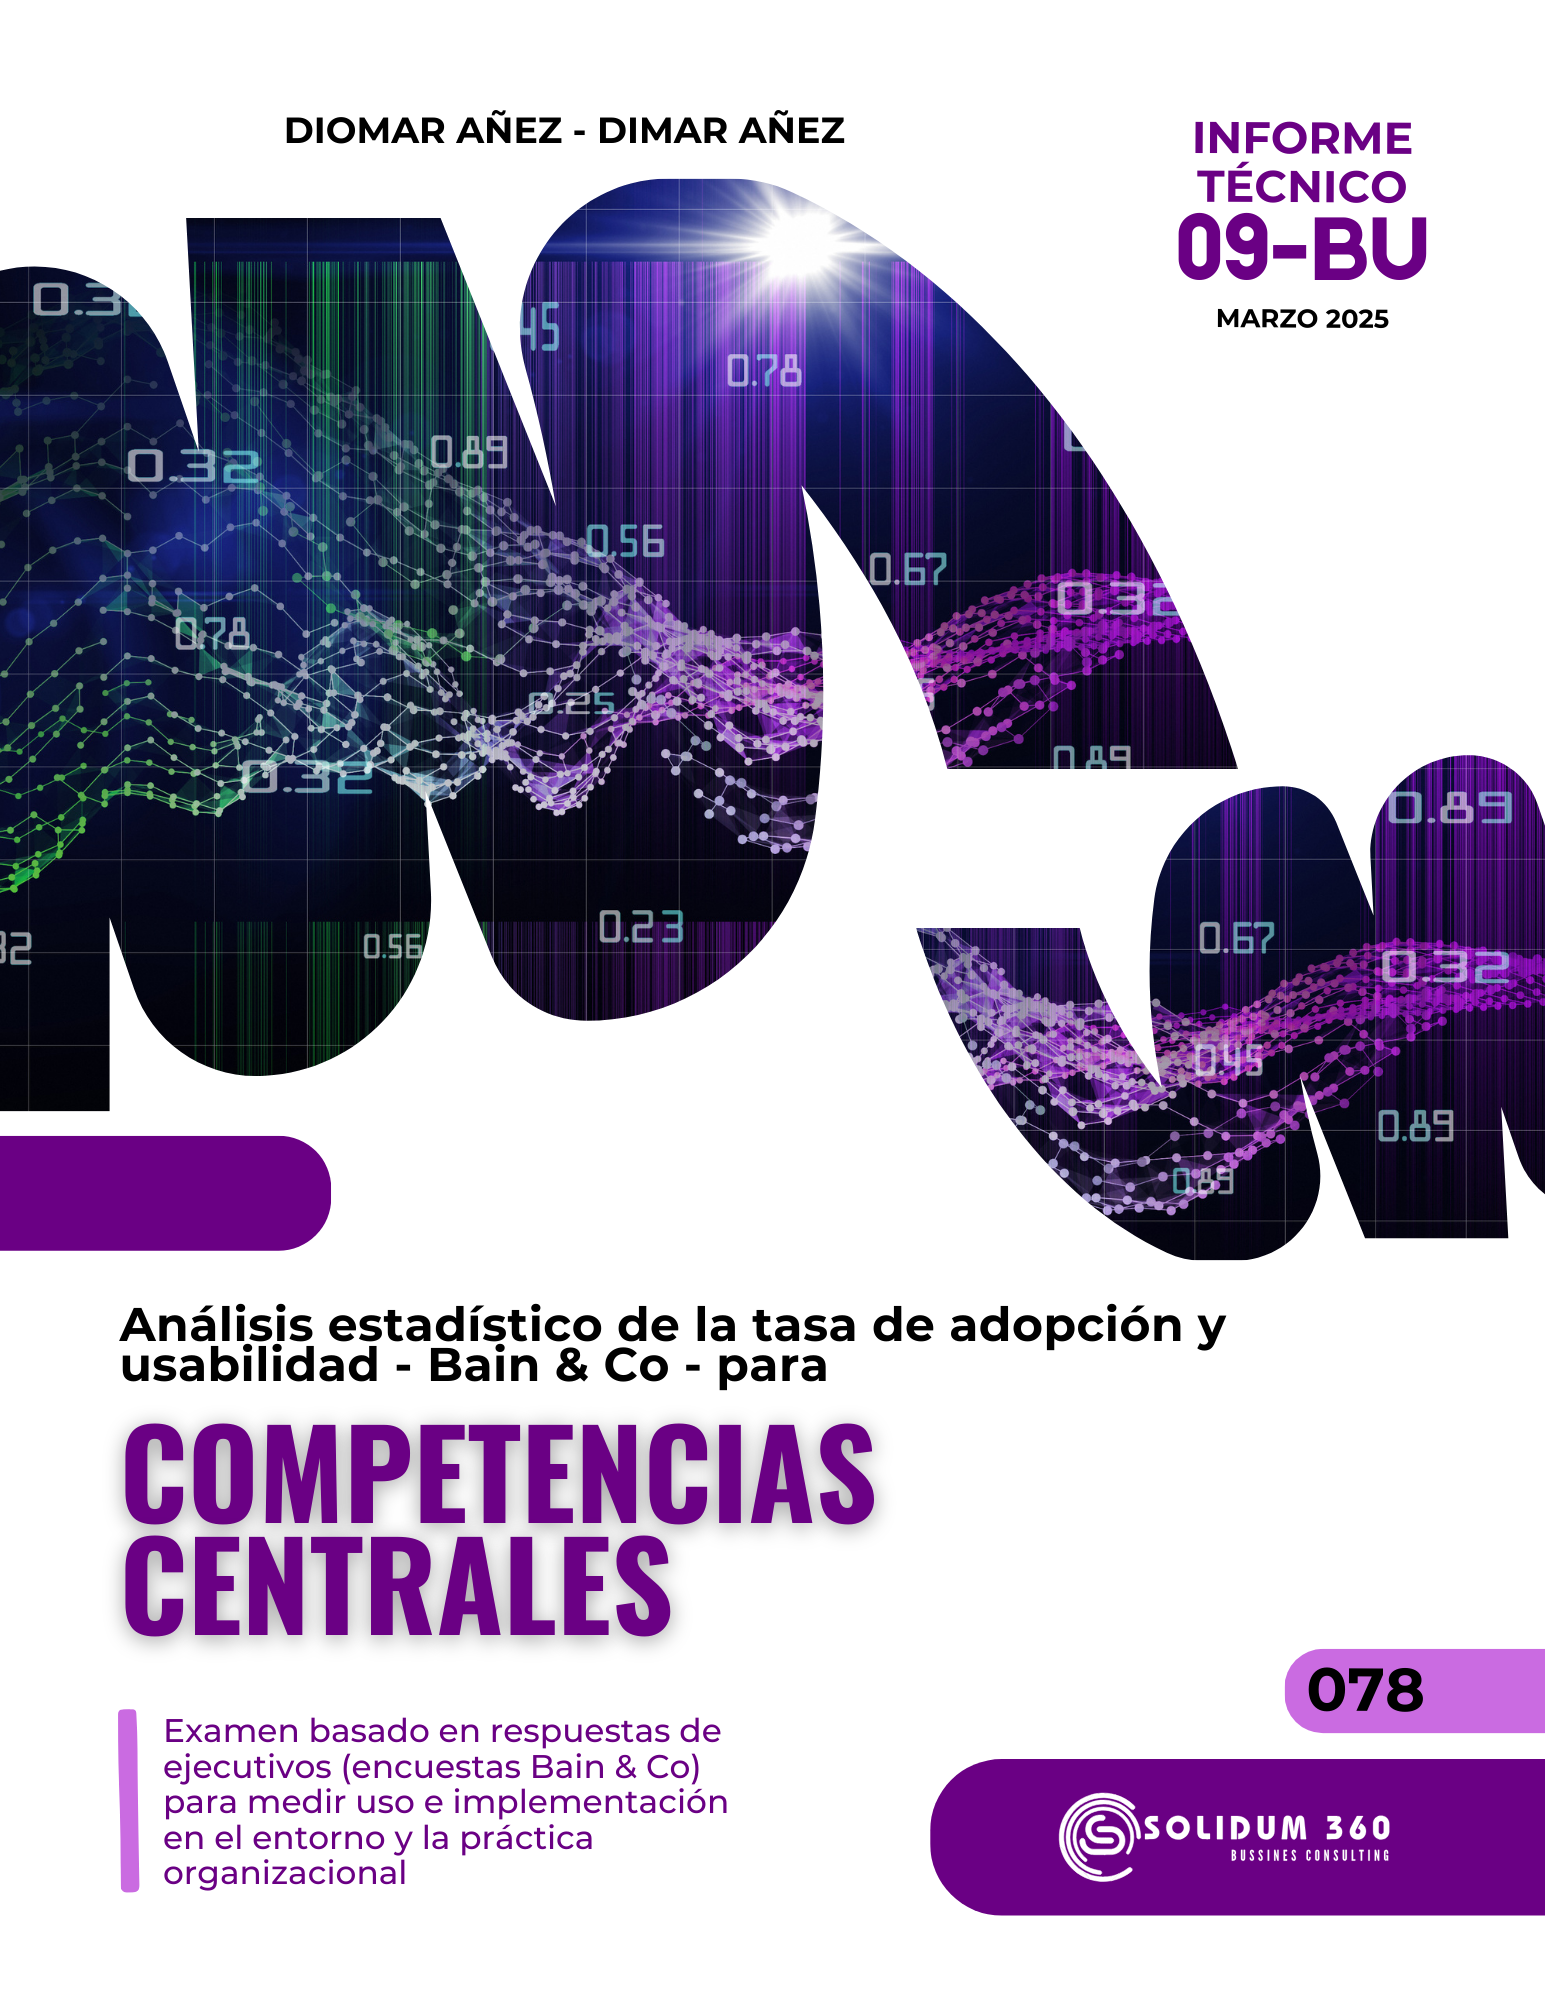 DIOMAR AÑEZ - DIMAR AÑEZ
INFORME
TÉCNICO
09-BU
MARZO 2025
0.32
45
0.78
0.89
0.32
0.56
0.67
0.32
0.78
0.25
0.32
0.89
0.89
32
0.56
0.23
0.67
0.32
0.45
0.89
0.89
Análisis estadístico de la tasa de adopción y
usabilidad - Bain & Co - para
COMPETENCIAS
CENTRALES
078
Examen basado en respuestas de
ejecutivos (encuestas Bain & Co)
para medir uso e implementación
en el entorno y la práctica
organizacional
SOLIDUM 360
BUSSINES CONSULTING